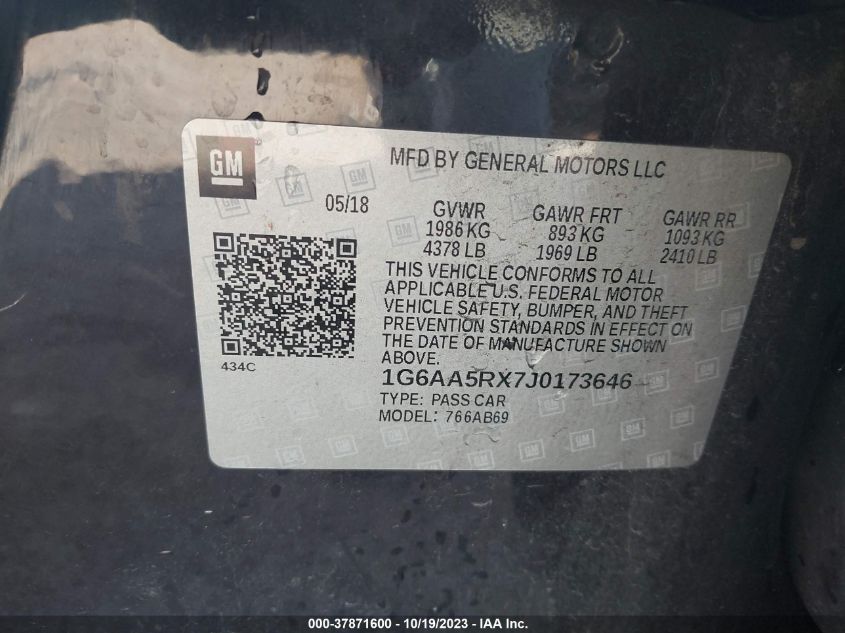 GM
MFD BY GENERAL MOTORS LLC
05/18
GVWR GAWR FRT GAWR RR
1986 KG 893 KG 1093 KG
4378 LB 1969 LB 2410 LB
THIS VEHICLE CONFORMS TO ALL
APPLICABLE U.S. FEDERAL MOTOR
VEHICLE SAFETY, BUMPER, AND THEFT
PREVENTION STANDARDS IN EFFECT ON
THE DATE OF MANUFACTURE SHOWN
ABOVE.
434C
1G6AA5RX7J0173646
TYPE: PASS CAR
MODEL: 766AB69
000-37871600 - 10/19/2023 - IAA Inc.